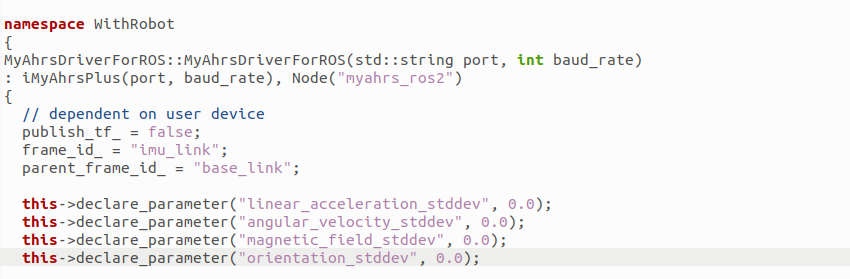 namespace WithRobot
{
MyAhrsDriverForROS::MyAhrsDriverForROS(std::string port, int baud_rate)
: iMyAhrsPlus(port, baud_rate), Node("myahrs_ros2")
{
  // dependent on user device
  publish_tf_ = false;
  frame_id_ = "imu_link";
  parent_frame_id_ = "base_link";

  this->declare_parameter("linear_acceleration_stddev", 0.0);
  this->declare_parameter("angular_velocity_stddev", 0.0);
  this->declare_parameter("magnetic_field_stddev", 0.0);
  this->declare_parameter("orientation_stddev", 0.0);